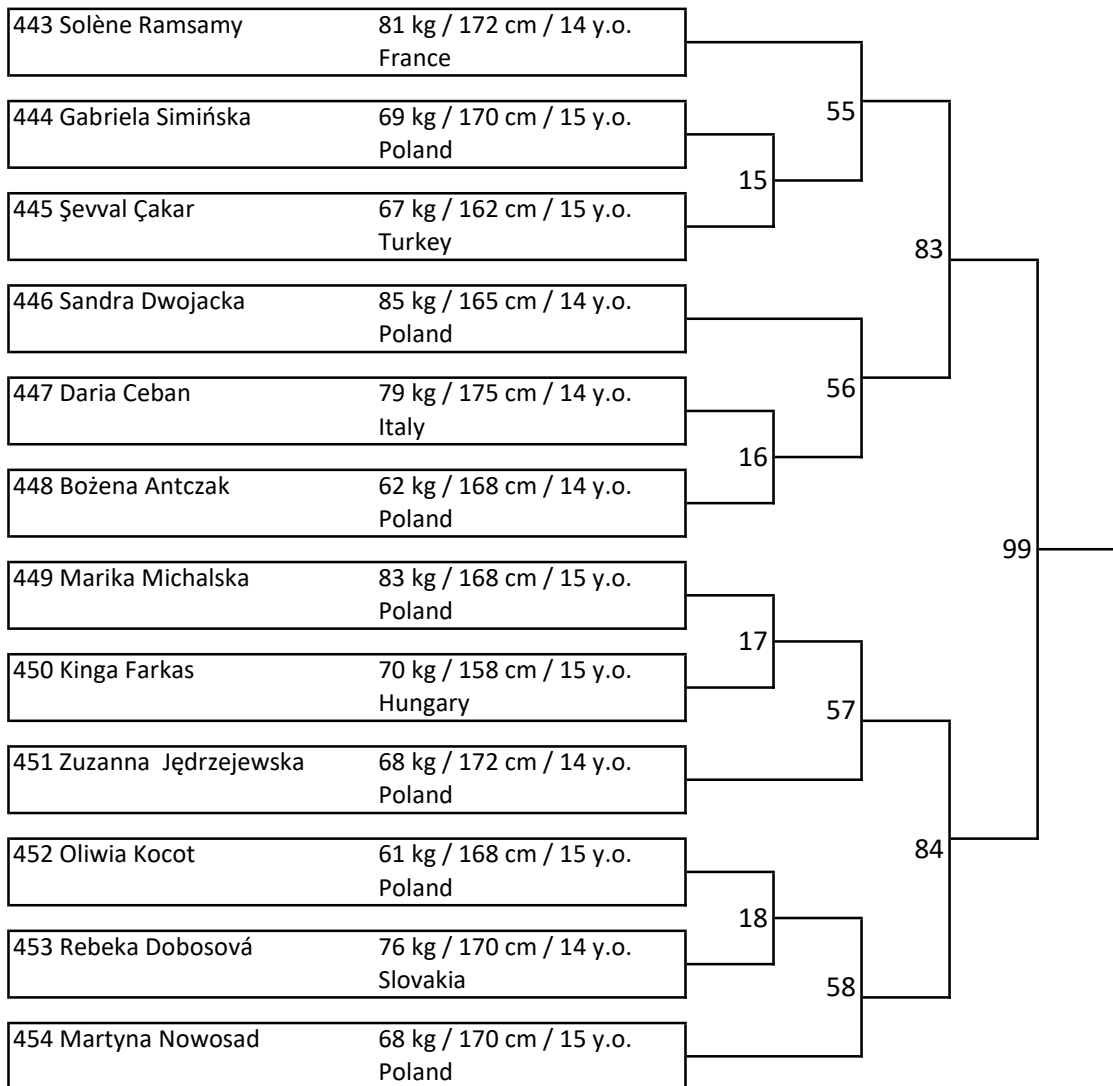 443 Solène Ramsamy 81 kg / 172 cm / 14 y.o.
France
55
444 Gabriela Simińska 69 kg / 170 cm / 15 y.o.
Poland
15
445 Şevval Çakar 67 kg / 162 cm / 15 y.o.
Turkey
83
446 Sandra Dwojacka 85 kg / 165 cm / 14 y.o.
Poland
56
447 Daria Ceban 79 kg / 175 cm / 14 y.o.
Italy
16
448 Bożena Antczak 62 kg / 168 cm / 14 y.o.
Poland
99
449 Marika Michalska 83 kg / 168 cm / 15 y.o.
Poland
17
450 Kinga Farkas 70 kg / 158 cm / 15 y.o.
Hungary
57
451 Zuzanna  Jędrzejewska 68 kg / 172 cm / 14 y.o.
Poland
84
452 Oliwia Kocot 61 kg / 168 cm / 15 y.o.
Poland
18
453 Rebeka Dobosová 76 kg / 170 cm / 14 y.o.
Slovakia
58
454 Martyna Nowosad 68 kg / 170 cm / 15 y.o.
Poland